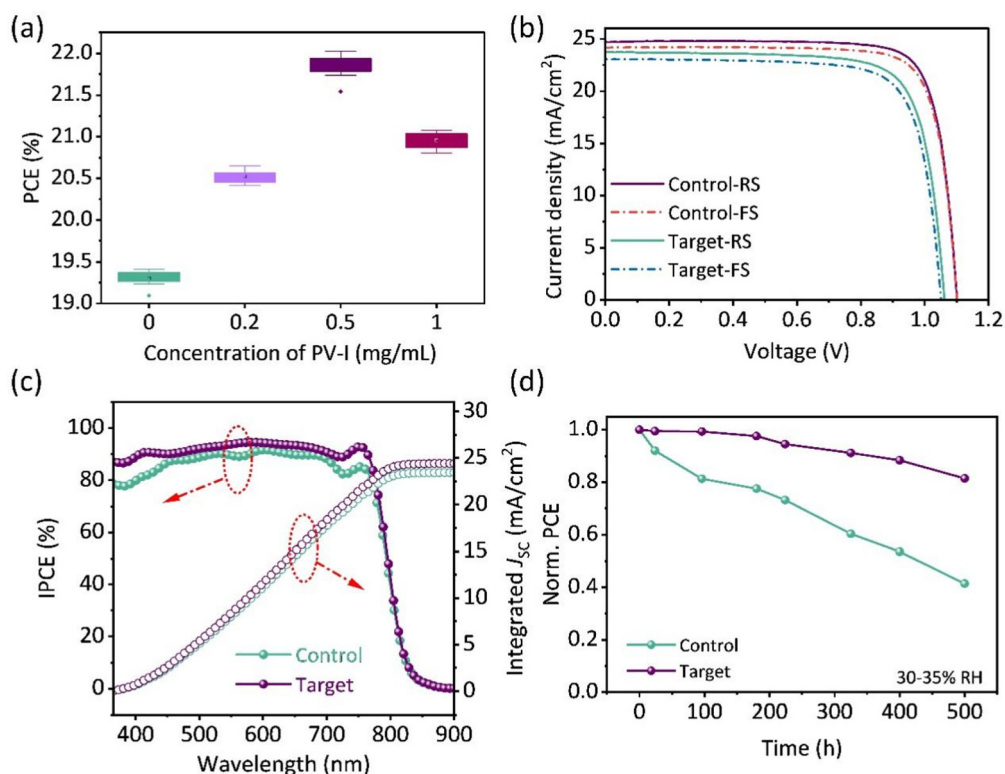 (a)
22.0
21.5
21.0
20.5
20.0
19.5
19.0
PCE (%)
0
0.2
0.5
1
Concentration of PV-I (mg/mL)
(b)
25
20
15
10
5
0
Current density (mA/cm²)
Control-RS
Control-FS
Target-RS
Target-FS
0.0
0.2
0.4
0.6
0.8
1.0
1.2
Voltage (V)
(c)
100
80
60
40
20
0
IPCE (%)
30
25
20
15
10
5
0
Integrated JSC (mA/cm²)
Control
Target
400
500
600
700
800
900
Wavelength (nm)
(d)
1.0
0.8
0.6
0.4
0.2
0.0
Norm. PCE
Control
Target
30-35% RH
0
100
200
300
400
500
Time (h)